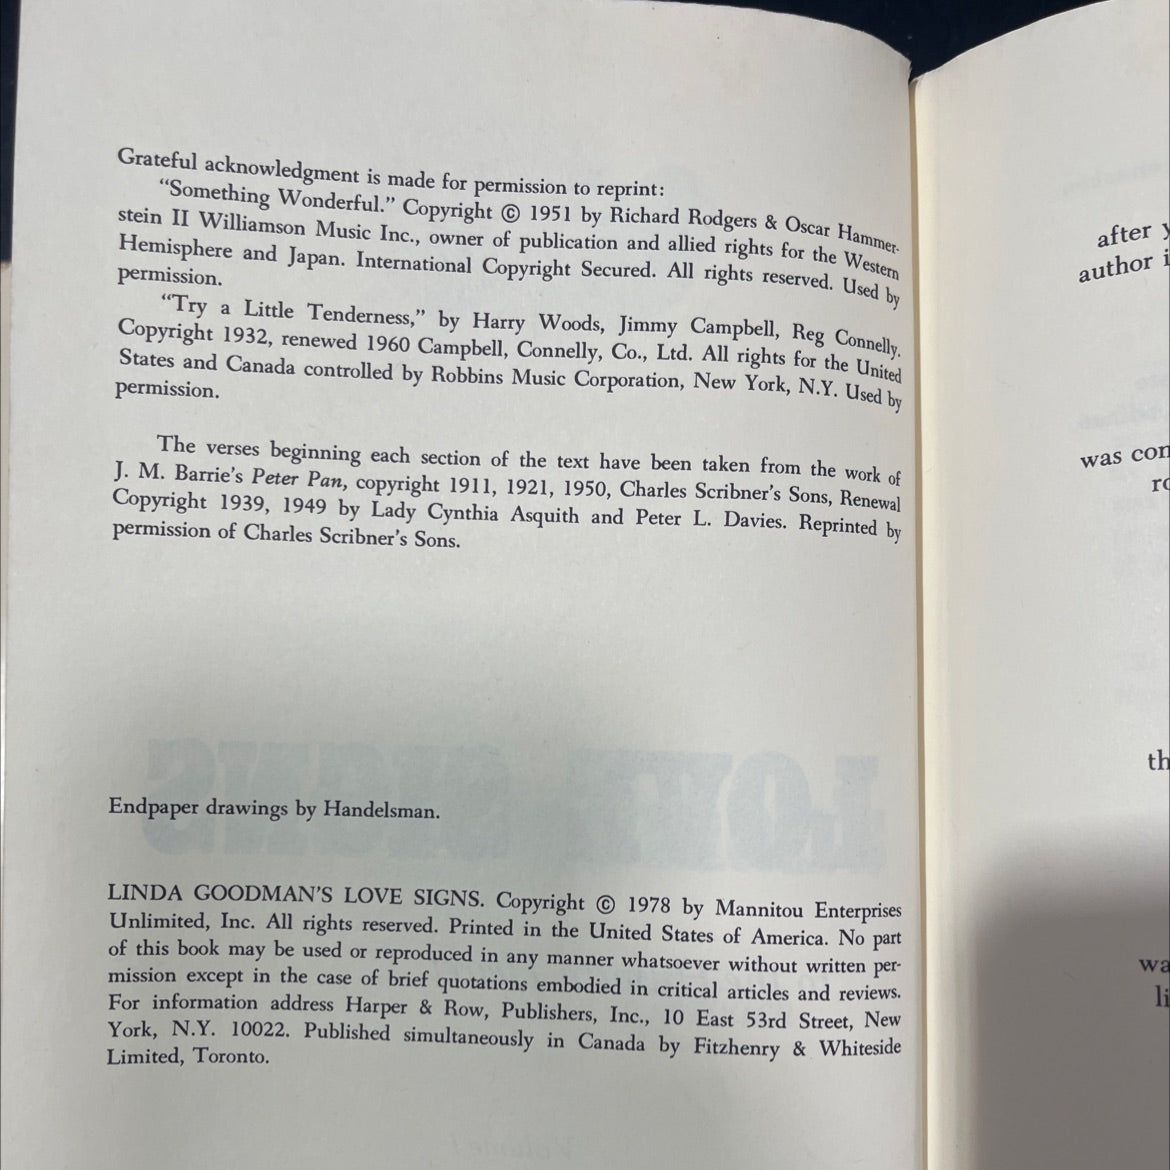 Grateful acknowledgment is made for permission to reprint:
“Something Wonderful.” Copyright © 1951 by Richard Rodgers & Oscar Hammer-
stein II Williamson Music Inc., owner of publication and allied rights for the Western
Hemisphere and Japan. International Copyright Secured. All rights reserved. Used by
permission.
“Try a Little Tenderness,” by Harry Woods, Jimmy Campbell, Reg Connelly.
Copyright 1932, renewed 1960 Campbell, Connelly, Co., Ltd. All rights for the United
States and Canada controlled by Robbins Music Corporation, New York, N.Y. Used by
permission.
The verses beginning each section of the text have been taken from the work of
J. M. Barrie’s Peter Pan, copyright 1911, 1921, 1950, Charles Scribner’s Sons, Renewal
Copyright 1939, 1949 by Lady Cynthia Asquith and Peter L. Davies. Reprinted by
permission of Charles Scribner’s Sons.
Endpaper drawings by Handelsman.
LINDA GOODMAN’S LOVE SIGNS. Copyright © 1978 by Mannitou Enterprises
Unlimited, Inc. All rights reserved. Printed in the United States of America. No part
of this book may be used or reproduced in any manner whatsoever without written per-
mission except in the case of brief quotations embodied in critical articles and reviews.
For information address Harper & Row, Publishers, Inc., 10 East 53rd Street, New
York, N.Y. 10022. Published simultaneously in Canada by Fitzhenry & Whiteside
Limited, Toronto.
after
author
was